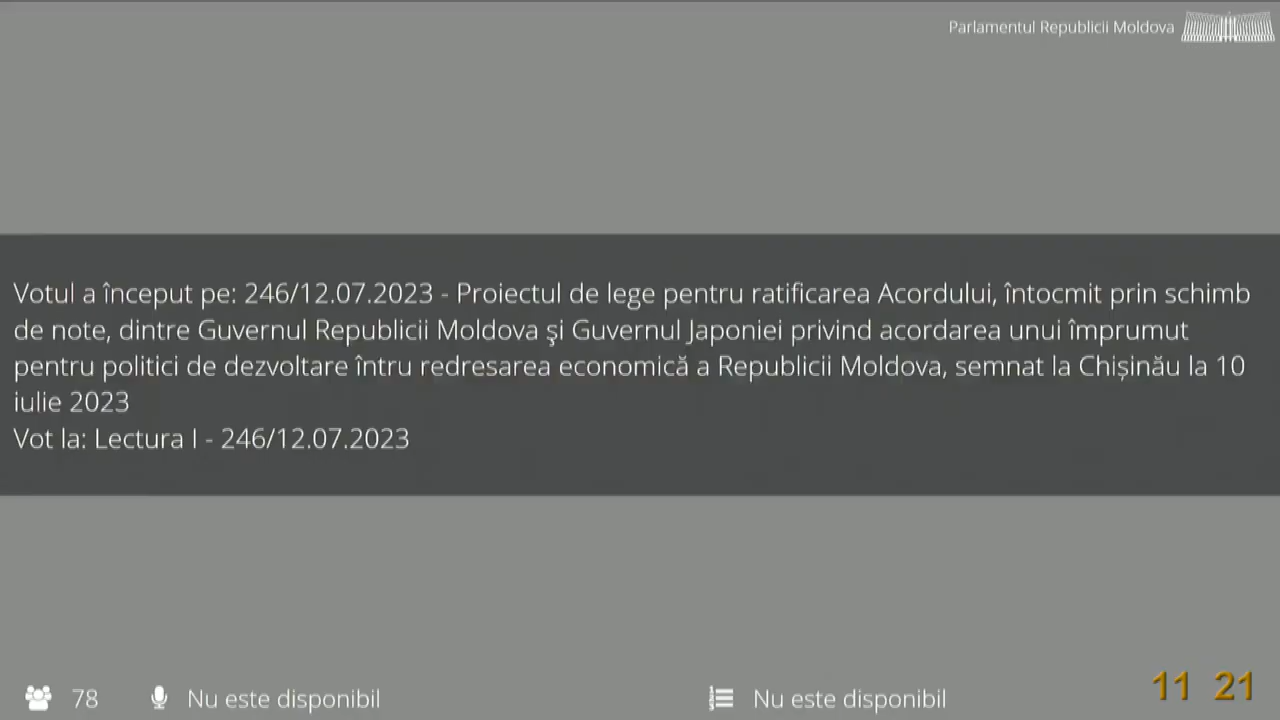 Parlamentul Republicii Moldova
Votul a început pe: 246/12.07.2023 - Proiectul de lege pentru ratificarea Acordului, întocmit prin schimb
de note, dintre Guvernul Republicii Moldova şi Guvernul Japoniei privind acordarea unui împrumut
pentru politici de dezvoltare întru redresarea economică a Republicii Moldova, semnat la Chișinău la 10
iulie 2023
Vot la: Lectura I - 246/12.07.2023
78 Nu este disponibil Nu este disponibil 11 21